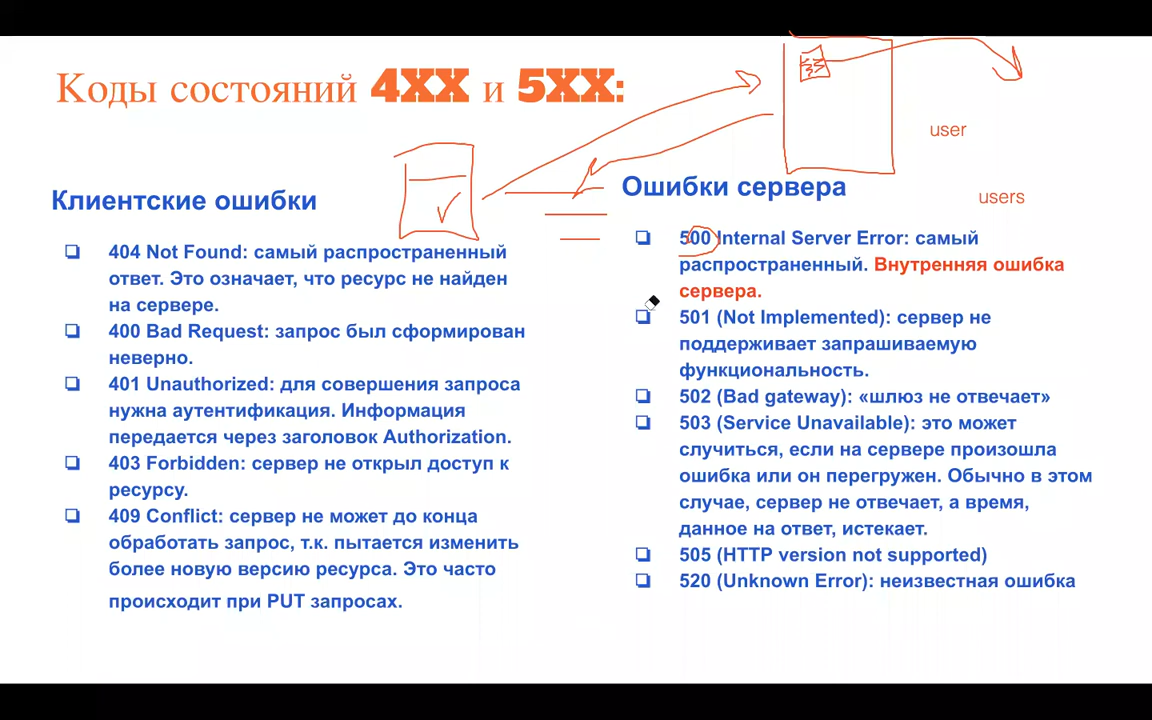 Коды состояний 4XX и 5XX:
Клиентские ошибки
404 Not Found: самый распространенный
ответ. Это означает, что ресурс не найден
на сервере.
400 Bad Request: запрос был сформирован
неверно.
401 Unauthorized: для совершения запроса
нужна аутентификация. Информация
передается через заголовок Authorization.
403 Forbidden: сервер не открыл доступ к
ресурсу.
409 Conflict: сервер не может до конца
обработать запрос, т.к. пытается изменить
более новую версию ресурса. Это часто
происходит при PUT запросах.
user
users
Ошибки сервера
500 Internal Server Error: самый
распространенный. Внутренняя ошибка
сервера.
501 (Not Implemented): сервер не
поддерживает запрашиваемую
функциональность.
502 (Bad gateway): «шлюз не отвечает»
503 (Service Unavailable): это может
случиться, если на сервере произошла
ошибка или он перегружен. Обычно в этом
случае, сервер не отвечает, а время,
данное на ответ, истекает.
505 (HTTP version not supported)
520 (Unknown Error): неизвестная ошибка